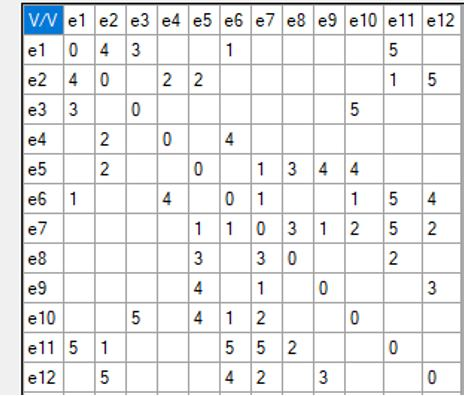 V/V e1 e2 e3 e4 e5 e6 e7 e8 e9 e10 e11 e12
e1 0 4 3 1 5
e2 4 0 2 2 1 5
e3 3 0 5
e4 2 0 4
e5 2 0 1 3 4 4
e6 1 4 0 1 1 5 4
e7 1 1 0 3 1 2 5 2
e8 3 3 0 2
e9 4 1 0 3
e10 5 4 1 2 0
e11 5 1 5 5 2 0
e12 5 4 2 3 0